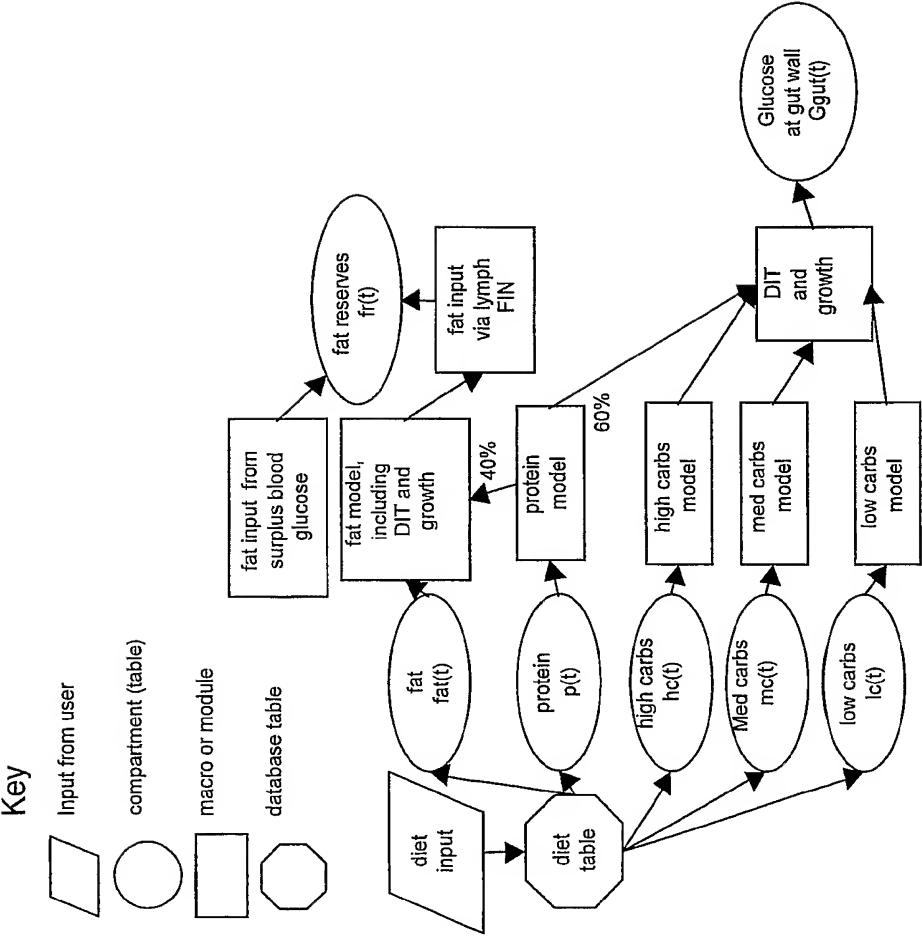 Key
Input from user
compartment (table)
macro or module
database table
diet
input
diet
table
fat
fat(t)
protein
p(t)
high carbs
hc(t)
Med carbs
mc(t)
low carbs
lc(t)
fat input from
surplus blood
glucose
fat model,
including
DIT and
growth
40%
protein
model
60%
high carbs
model
med carbs
model
low carbs
model
fat reserves
fr(t)
fat input
via lymph
FIN
DIT
and
growth
Glucose
at gut wall
Ggut(t)